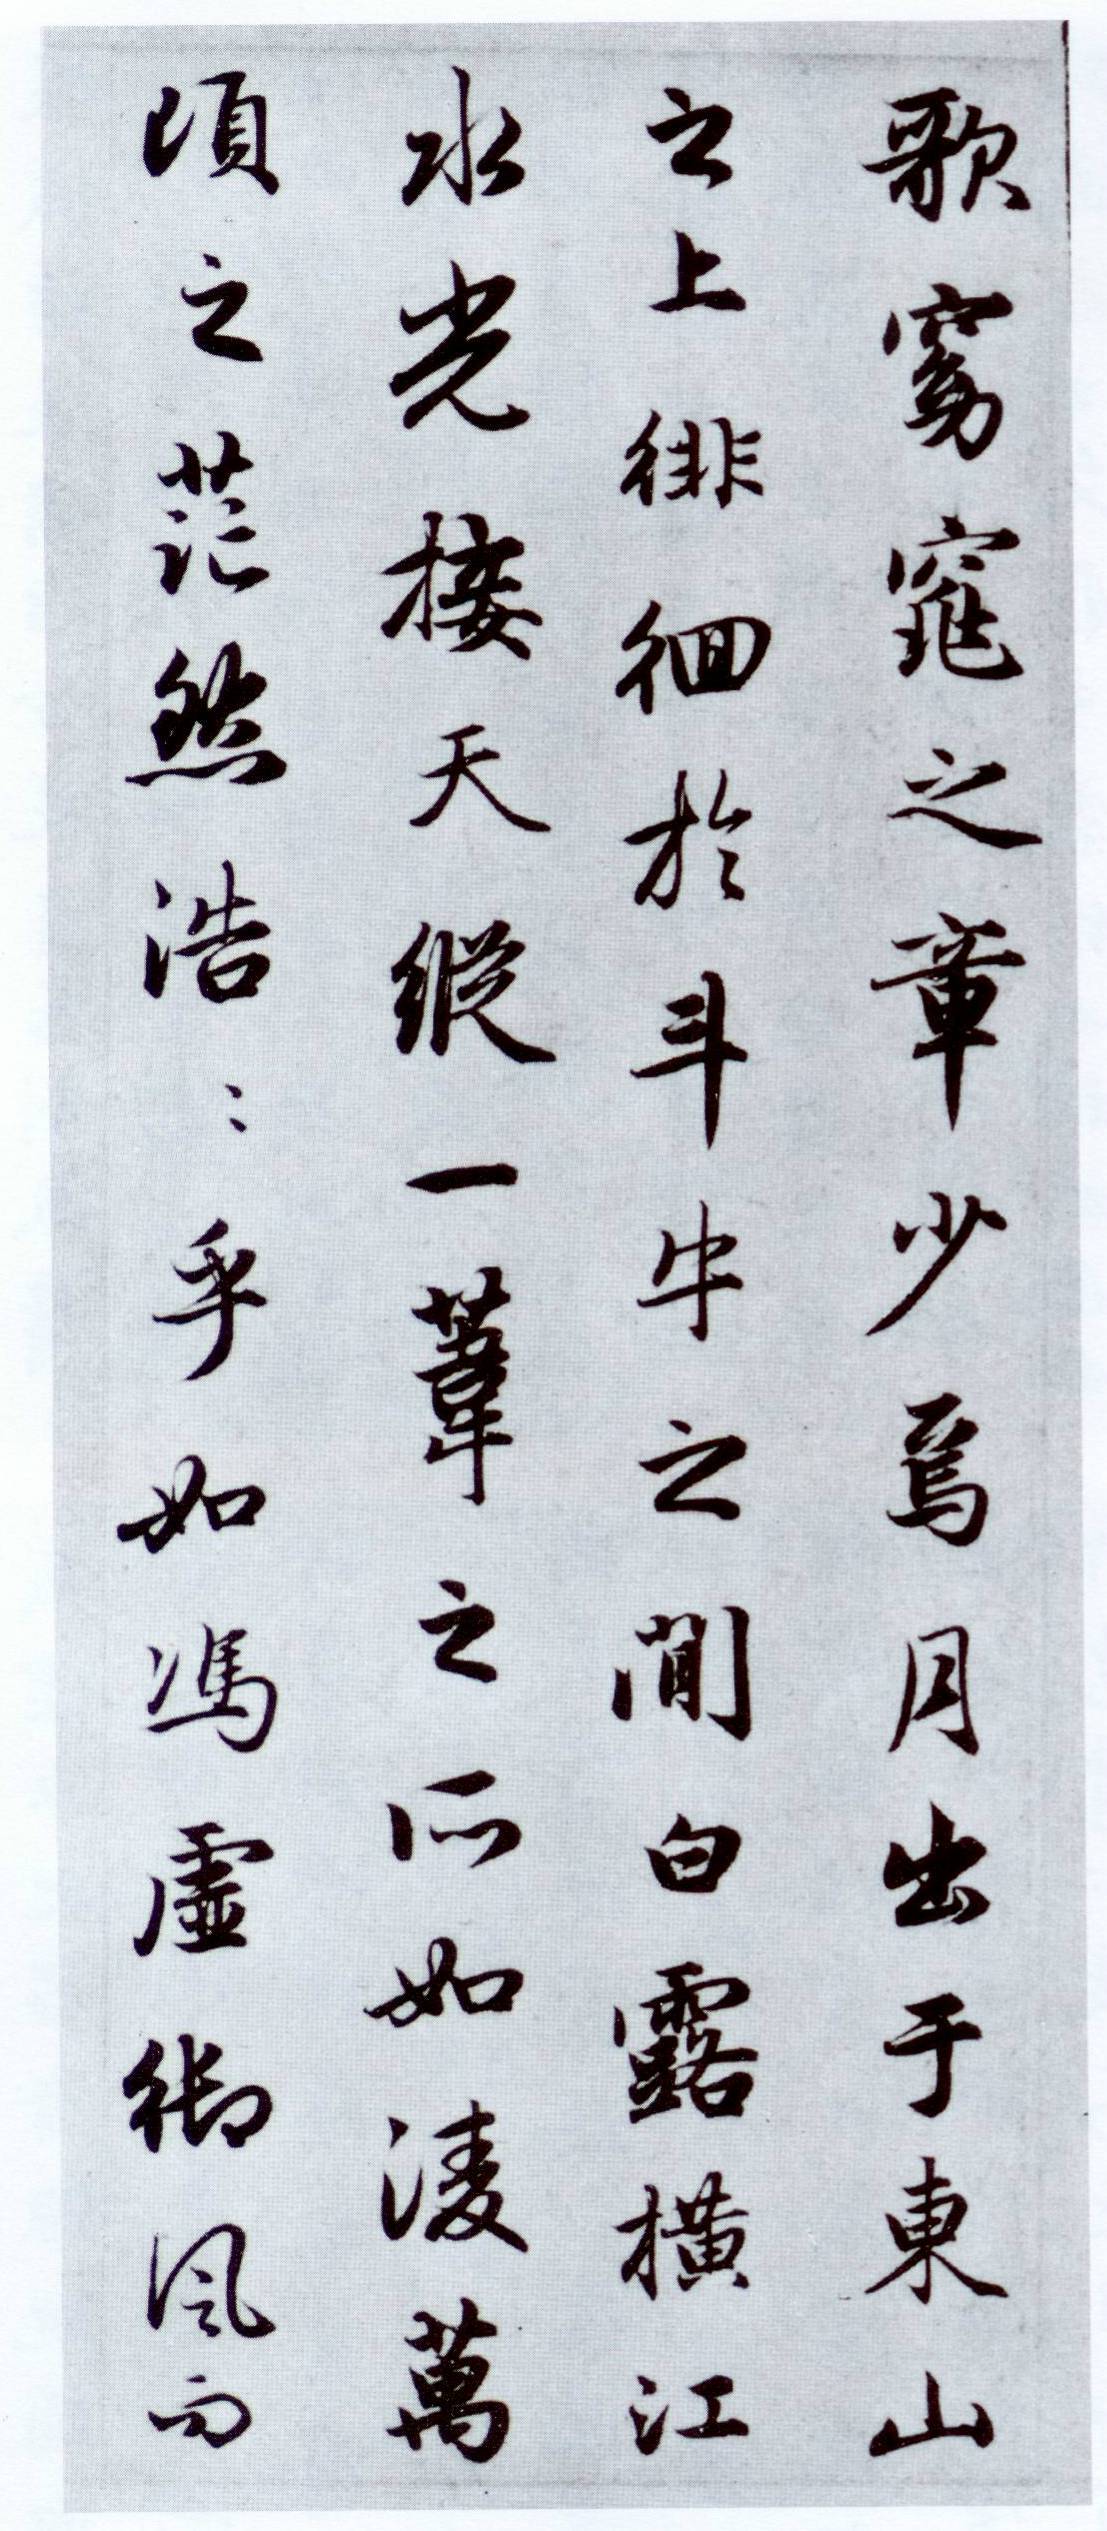 歌窈窕之章少焉月出于東山
之上徘徊於斗牛之間白露橫江
水光接天縱一葦之所如凌萬
頃之茫然浩〻乎如馮虛御風而